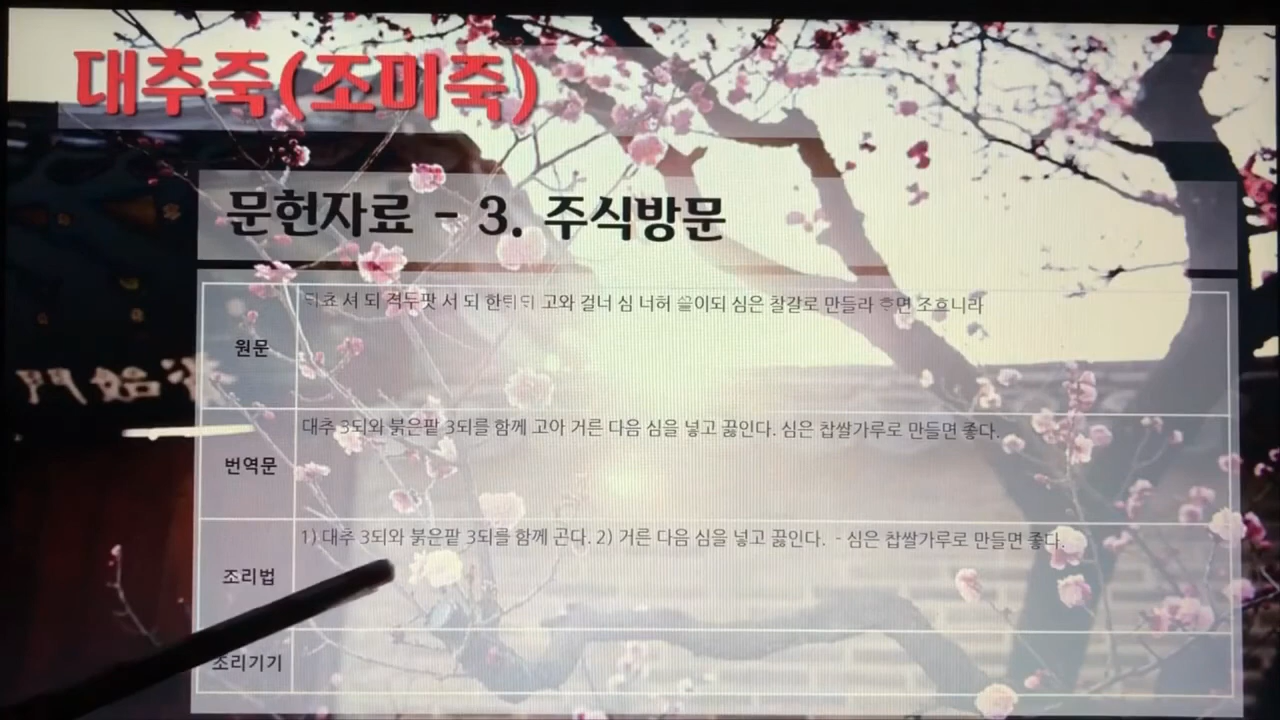 대추죽(조미죽)
문헌자료 - 3. 주식방문
원문
서 되 젹두팟 서 되 고와 걸너 심 너허 심은 찰갈로 만들라 조흐니라
번역문
대추 3되와 붉은팥 3되를 함께 고아 거른 다음 심을 넣고 끓인다. 심은 찹쌀가루로 만들면 좋다.
조리법
1) 대추 3되와 붉은팥 3되를 함께 곤다. 2) 거른 다음 심을 넣고 끓인다. - 심은 찹쌀가루로 만들면 좋다.
조리기기
門 始